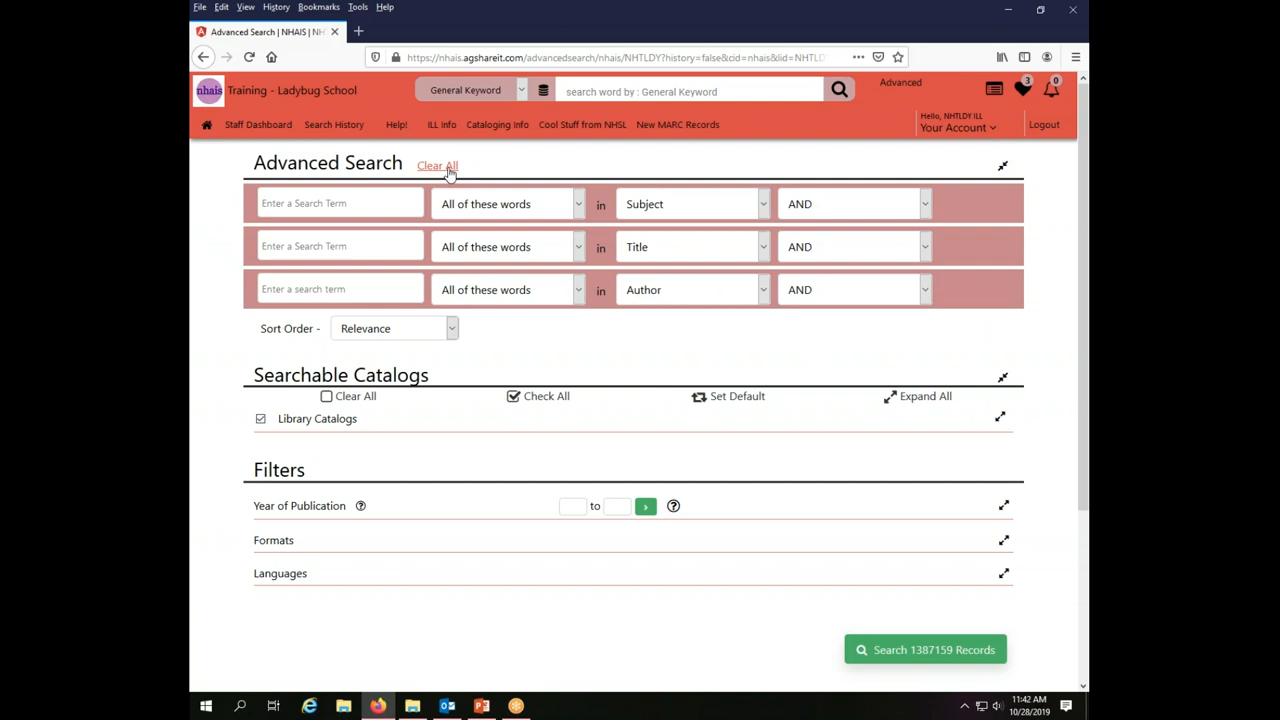 File Edit View History Bookmarks Tools Help
Advanced Search | NHAIS | NH
https://nhais.agshareit.com/advancedsearch/nhais/NHTLDY?history=false&cid=nhais&lid=NHTL
nhais Training - Ladybug School General Keyword search word by : General Keyword Advanced 3 0
Staff Dashboard Search History Help! ILL Info Cataloging Info Cool Stuff from NHSL New MARC Records Hello, NHTLDY ILL Logout
Your Account
Advanced Search Clear All
Enter a Search Term All of these words in Subject AND
Enter a Search Term All of these words in Title AND
Enter a search term All of these words in Author AND
Sort Order - Relevance
Searchable Catalogs
Clear All Check All Set Default Expand All
Library Catalogs
Filters
Year of Publication ? to ?
Formats
Languages
Search 1387159 Records
11:42 AM
10/28/2019